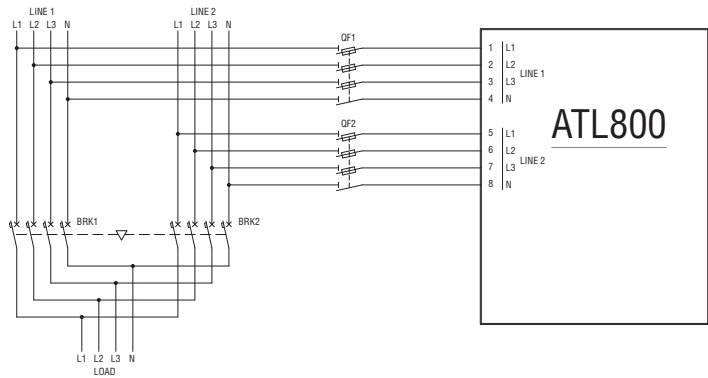 LINE 1
L1 L2 L3 N
LINE 2
L1 L2 L3 N
QF1
1 L1
2 L2
3 L3
4 N
LINE 1
QF2
5 L1
6 L2
7 L3
8 N
LINE 2
ATL800
BRK1
BRK2
L1 L2 L3 N
LOAD